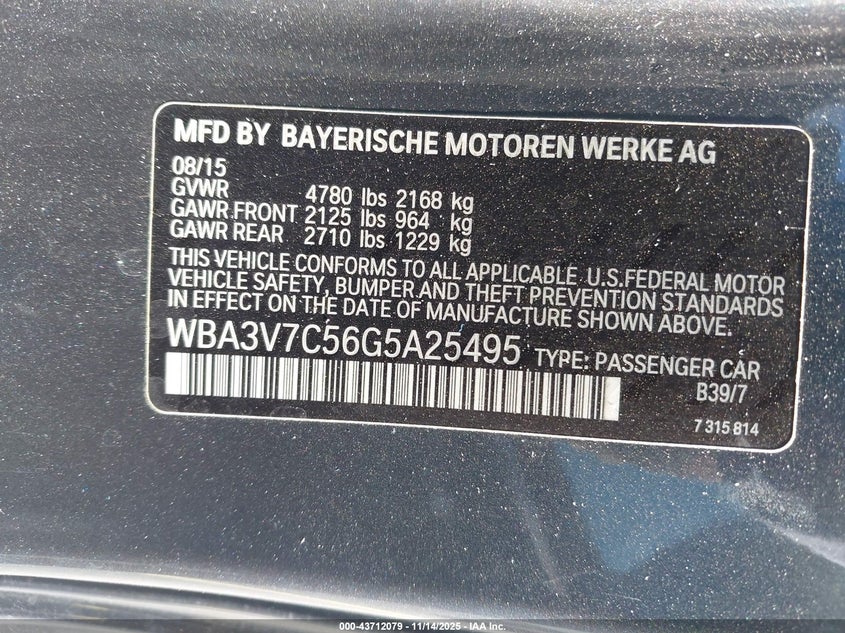 MFD BY BAYERISCHE MOTOREN WERKE AG
08/15
GVWR 4780 lbs 2168 kg
GAWR FRONT 2125 lbs 964 kg
GAWR REAR 2710 lbs 1229 kg
THIS VEHICLE CONFORMS TO ALL APPLICABLE U.S.FEDERAL MOTOR
VEHICLE SAFETY, BUMPER AND THEFT PREVENTION STANDARDS
IN EFFECT ON THE DATE OF MANUFACTURE SHOWN ABOVE.
WBA3V7C56G5A25495 TYPE: PASSENGER CAR
B39/7
7 315 814
000-43712079 - 11/14/2025 - IAA Inc.